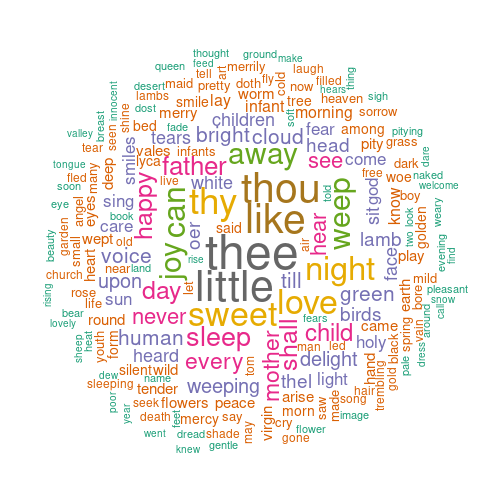 thought ground make
queen feed merrily laugh
desert maid tell art doth fly cold now filled hears thing
lambs pretty worm tree heaven sigh
innocent dost smile lay infant morning soft sorrow
breast shine merry children fear among pitying
valley seen bed tears bright cloud head pity grass
tear fade vales away come dark dare
tongue deep lyca infants father see woe free naked
fled smiles live white thou sit god boy welcome
soon many happy can thy weep know
eye eyes sing book said like told lamb two look weary
angel care oer hear golden
beauty garden small wept old joy thee air face play evening
church heart voice near land rise little night mild find
rose upon day let sweet love till green earth bore pleasant
rising life sun never fears birds came spring snow
bear round human sleep shall child holy vain around call
lovely youth form heard every mother man led delight black dress
sheep heat silent wild tom thel light hand gold pale
dew sleeping tender name weeping arise hair trembling
poor seek flowers peace virgin morn saw made song
year death feet mercy say cry image
went dread shade may gone flower
knew gentle